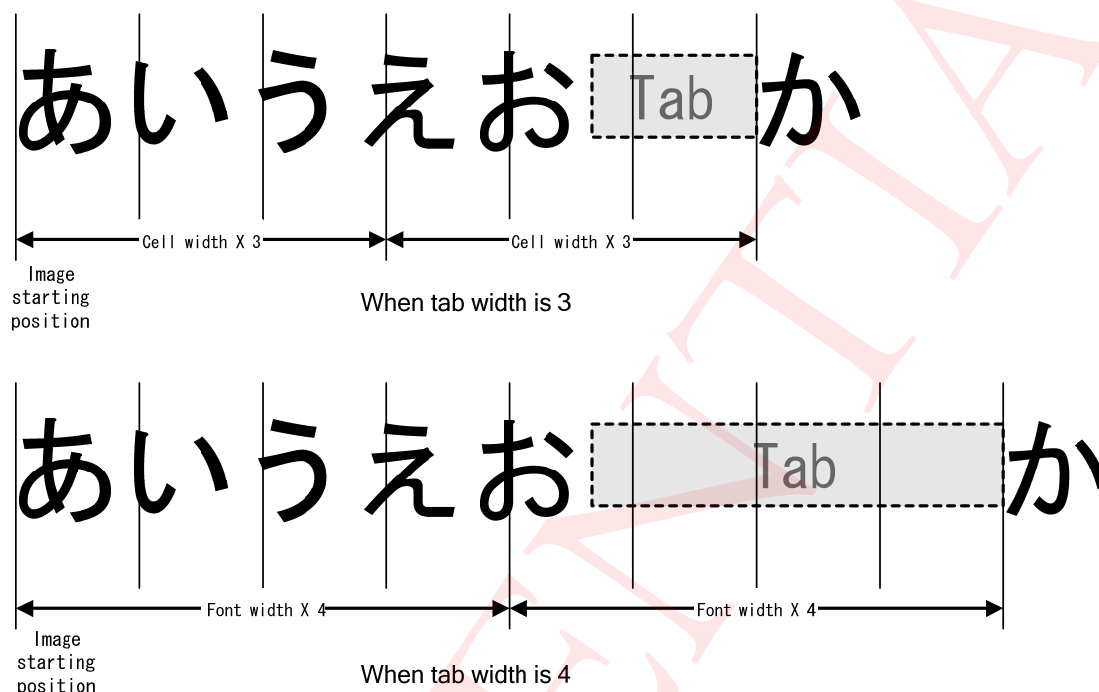 あいうえお Tab か
Cell width X 3 Cell width X 3
Image
starting
position
When tab width is 3
あいうえお Tab か
Font width X 4 Font width X 4
Image
starting
position
When tab width is 4
ENTIA